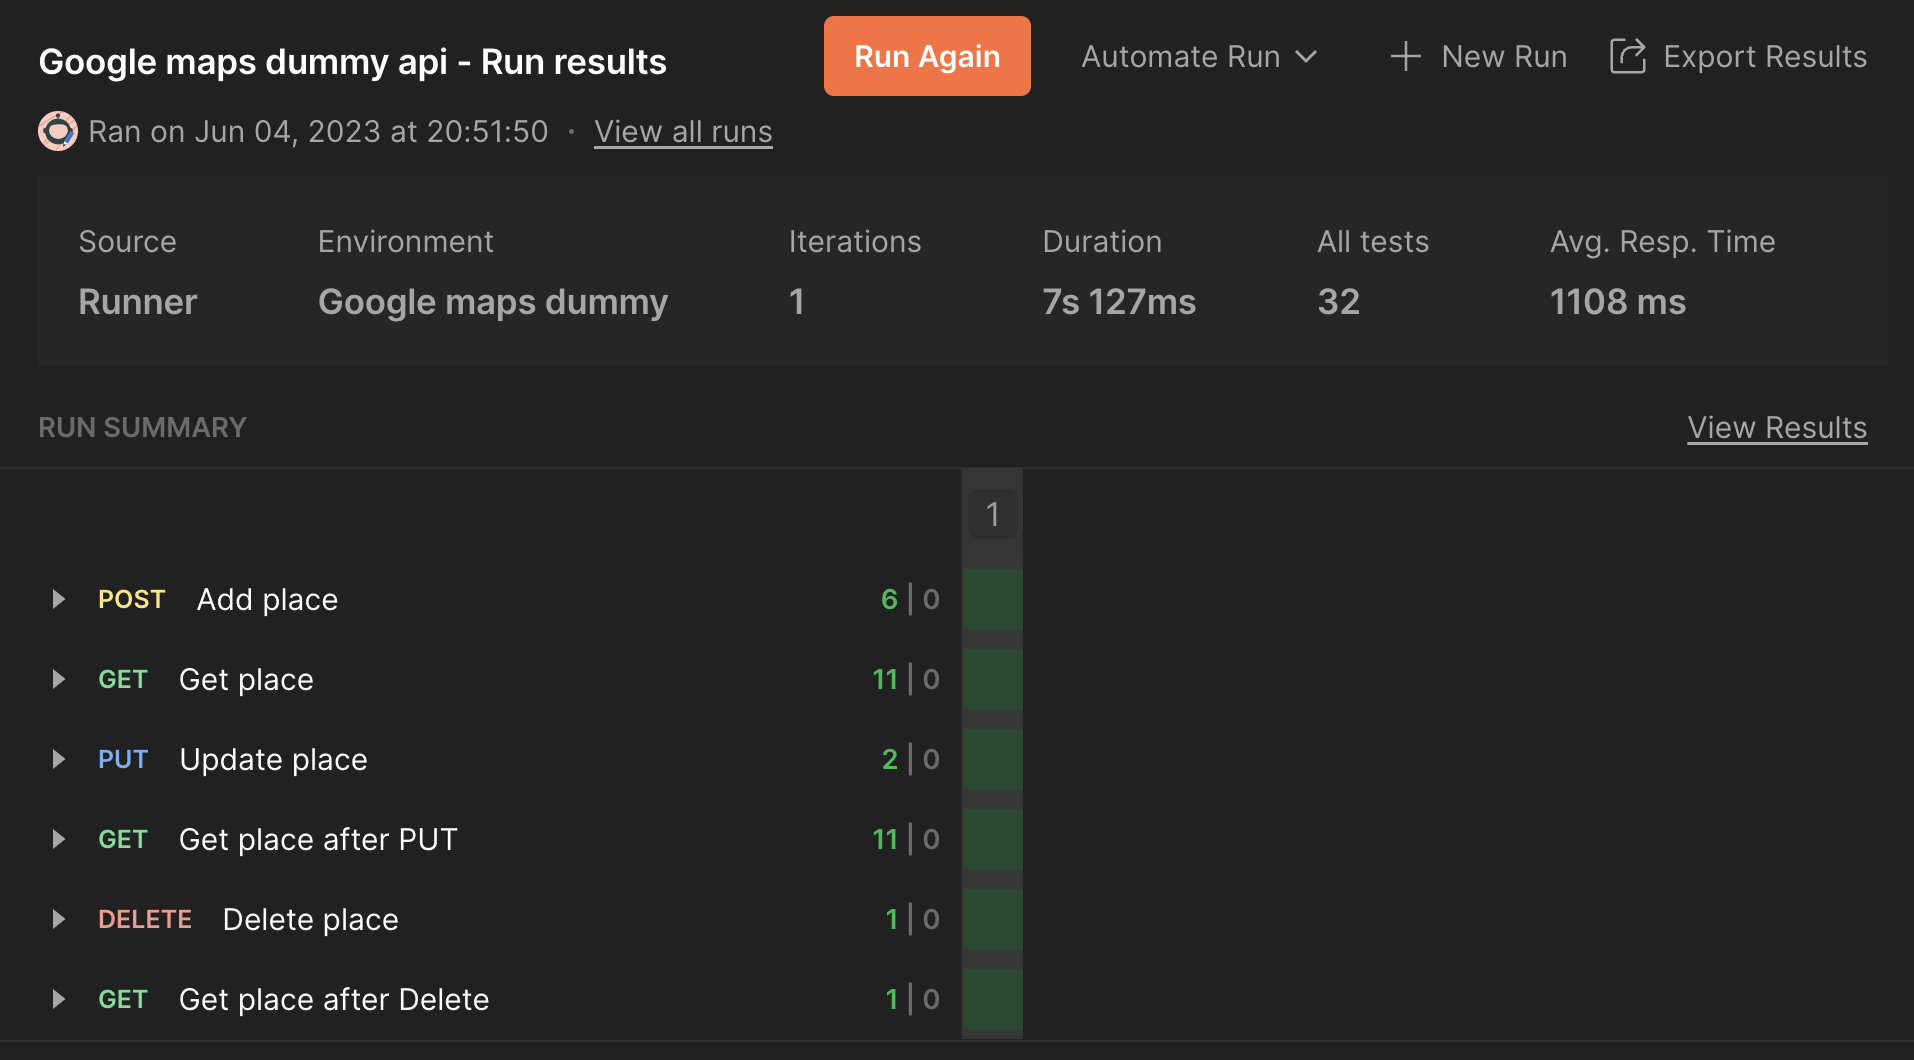 Google maps dummy api - Run results
Run Again
Automate Run
New Run
Export Results
Ran on Jun 04, 2023 at 20:51:50 · View all runs
Source Environment Iterations Duration All tests Avg. Resp. Time
Runner Google maps dummy 1 7s 127ms 32 1108 ms
RUN SUMMARY View Results
1
POST Add place 6 | 0
GET Get place 11 | 0
PUT Update place 2 | 0
GET Get place after PUT 11 | 0
DELETE Delete place 1 | 0
GET Get place after Delete 1 | 0